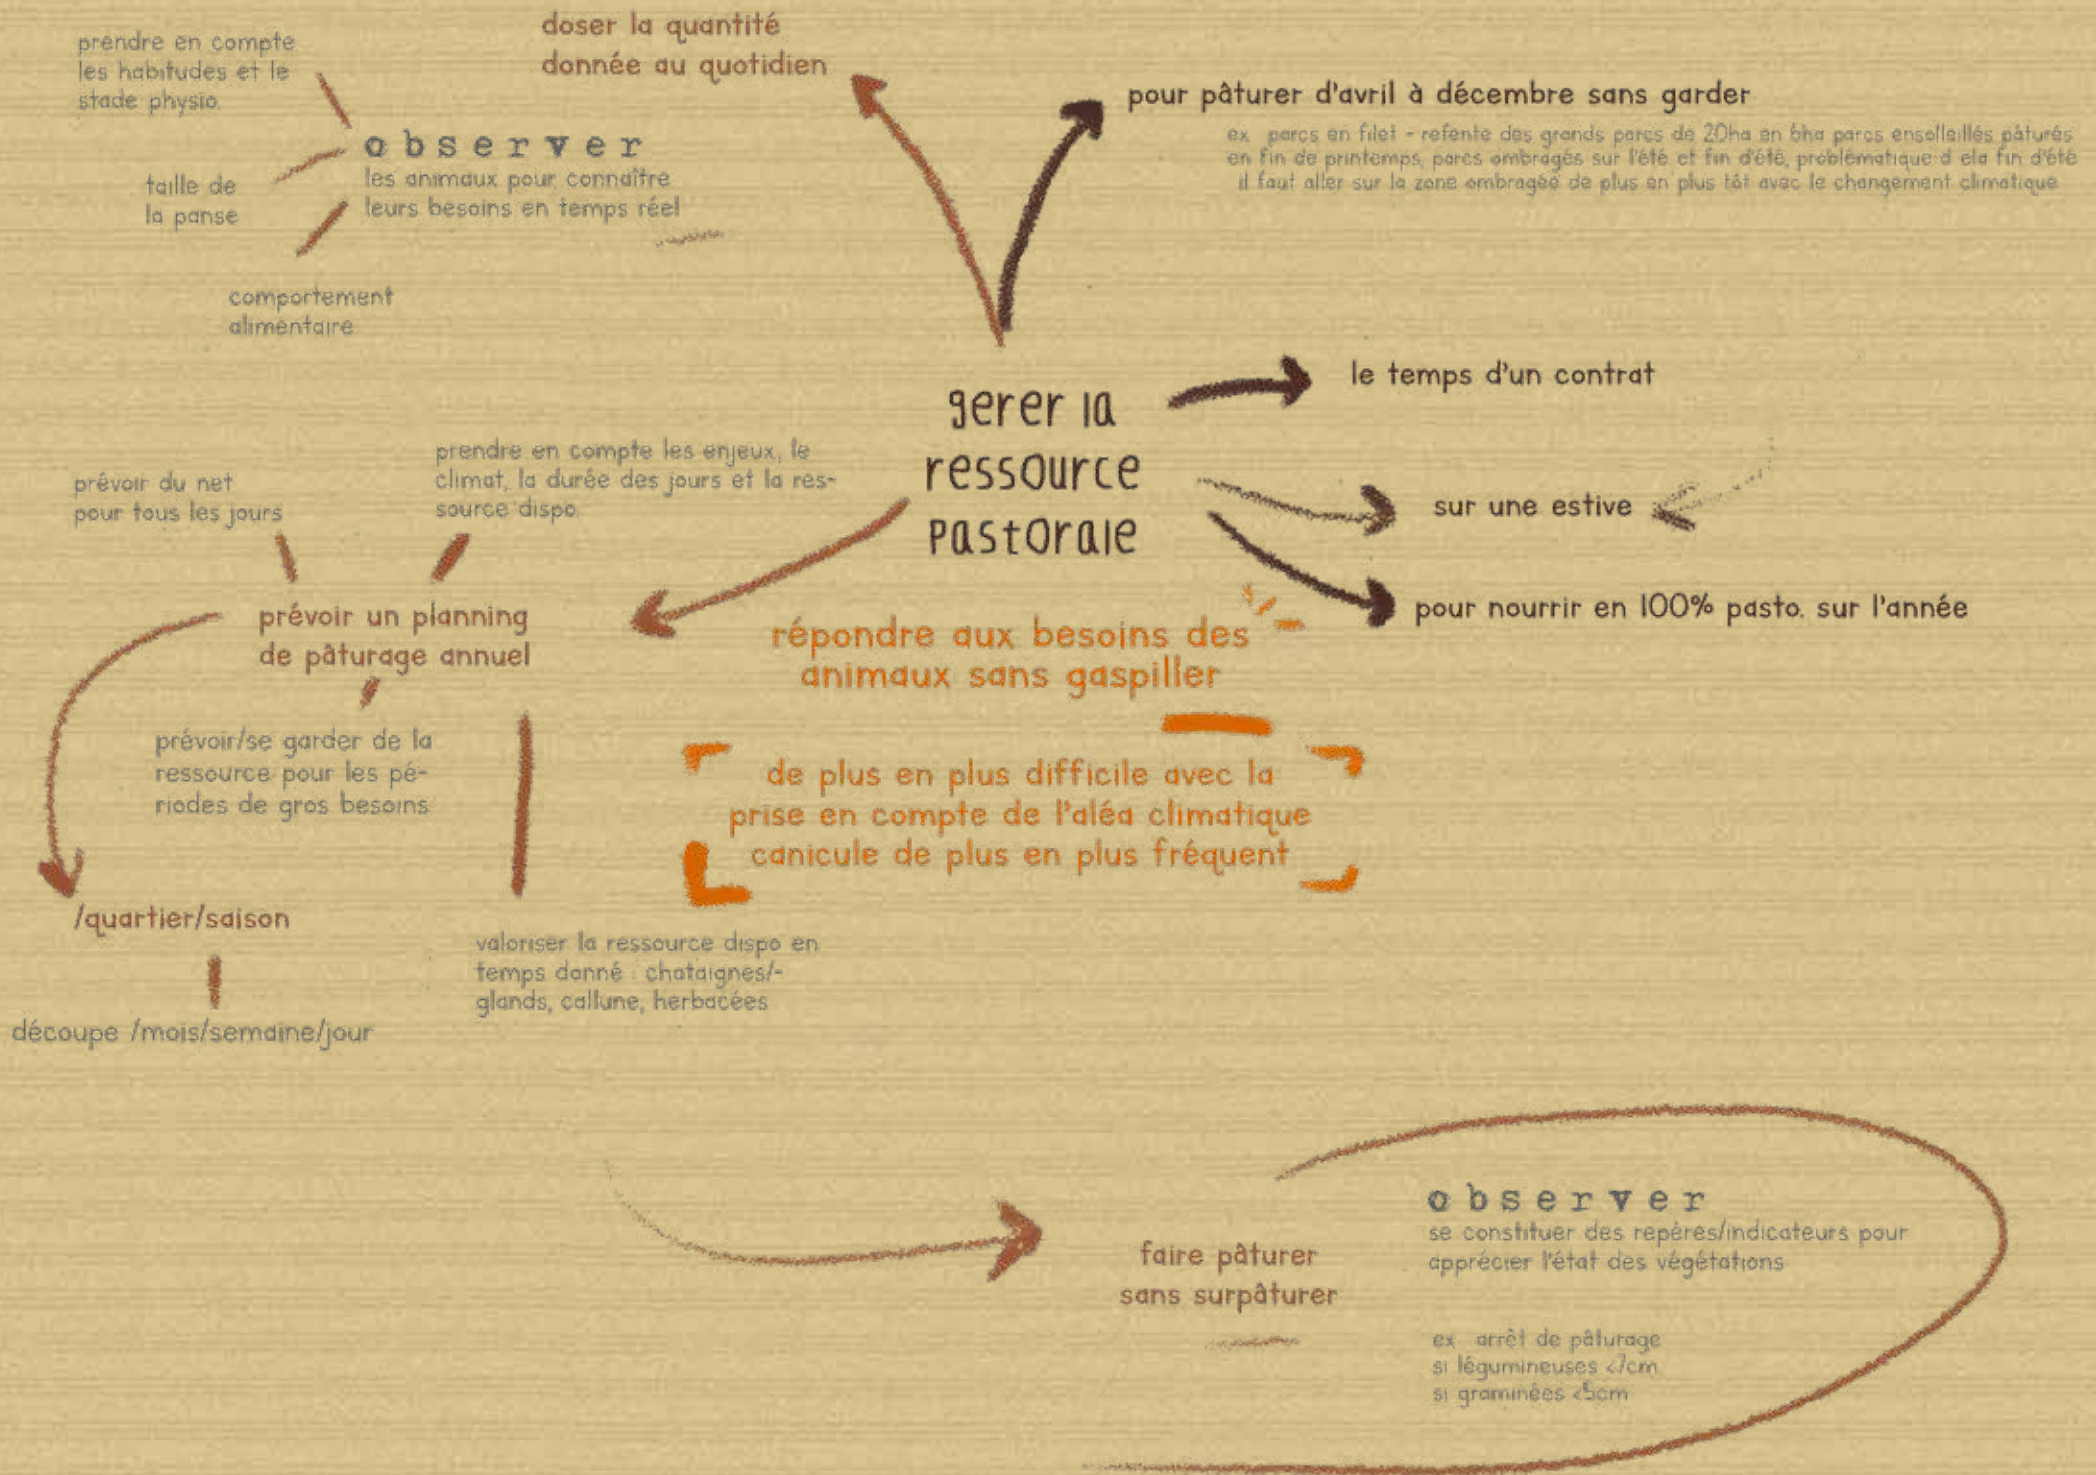 doser la quantité
donnée au quotidien
prendre en compte
les habitudes et le
stade physio.
observer
les animaux pour connaître
leurs besoins en temps réel
taille de
la panse
comportement
alimentaire
pour pâturer d'avril à décembre sans garder
ex parcs en filet - refente des grands parcs de 20ha en 6ha parcs ensolleillés pâturés
en fin de printemps, parcs ombragés sur l'été et fin d'été, problématique d ela fin d'été
il faut aller sur la zone ombragée de plus en plus tôt avec le changement climatique
gerer la
ressource
pastorale
le temps d'un contrat
sur une estive
pour nourrir en 100% pasto. sur l'année
prévoir du net
pour tous les jours
prendre en compte les enjeux, le
climat, la durée des jours et la res-
source dispo.
prévoir un planning
de pâturage annuel
prévoir/se garder de la
ressource pour les pé-
riodes de gros besoins
répondre aux besoins des
animaux sans gaspiller
de plus en plus difficile avec la
prise en compte de l'aléa climatique
canicule de plus en plus fréquent
/quartier/saison
découpe /mois/semaine/jour
valoriser la ressource dispo en
temps donné : chataignes/-
glands, callune, herbacées
faire pâturer
sans surpâturer
observer
se constituer des repères/indicateurs pour
apprécier l'état des végétations
ex arrêt de pâturage
si légumineuses <7cm
si graminées <5cm